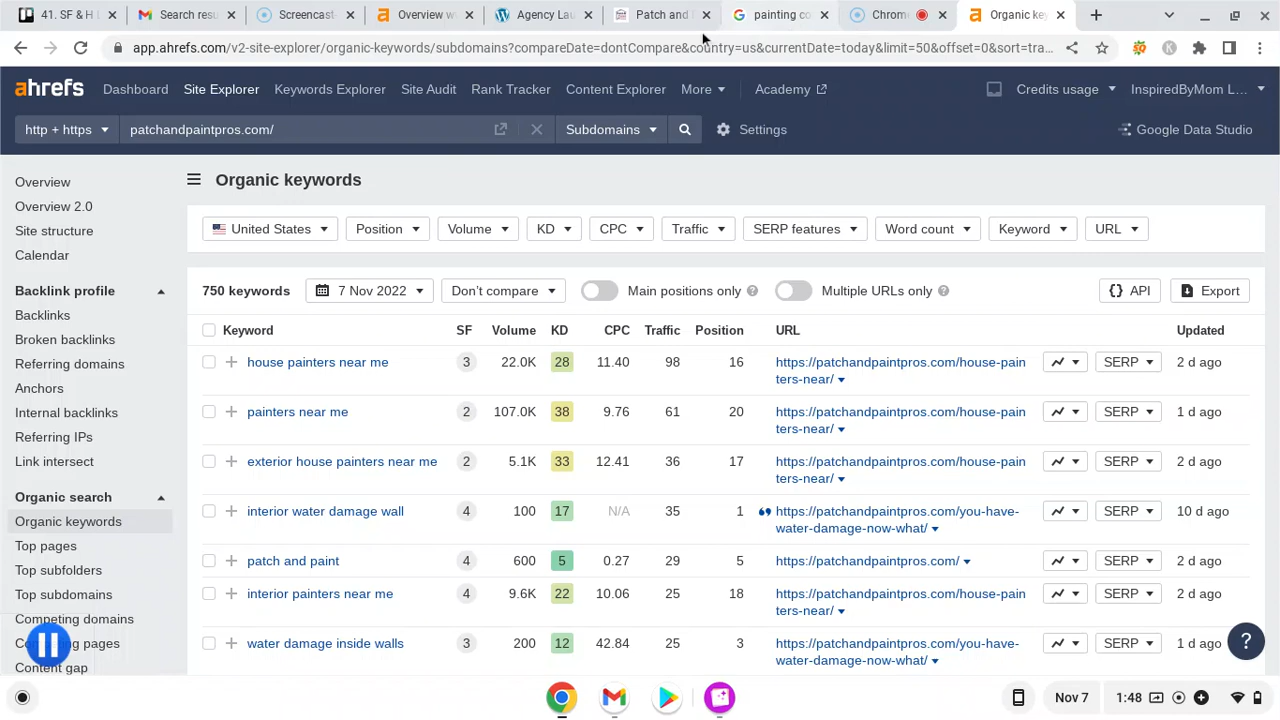 41. SF & H L
Search resu
Screencast-
Overview w
Agency Lau
Patch and
painting co
Chrom
Organic key
app.ahrefs.com/v2-site-explorer/organic-keywords/subdomains?compareDate=dontCompare&country=us&currentDate=today&limit=50&offset=0&sort=tra...
ahrefs Dashboard Site Explorer Keywords Explorer Site Audit Rank Tracker Content Explorer More Academy Credits usage InspiredByMom L...
http + https patchandpaintpros.com/ Subdomains Settings Google Data Studio
Overview
Overview 2.0
Site structure
Calendar
Backlink profile
Backlinks
Broken backlinks
Referring domains
Anchors
Internal backlinks
Referring IPs
Link intersect
Organic search
Organic keywords
Top pages
Top subfolders
Top subdomains
Competing domains
pages
Content gap
Organic keywords
United States Position Volume KD CPC Traffic SERP features Word count Keyword URL
750 keywords 7 Nov 2022 Don't compare Main positions only ? Multiple URLs only ? API Export
Keyword SF Volume KD CPC Traffic Position URL Updated
house painters near me 3 22.0K 28 11.40 98 16 https://patchandpaintpros.com/house-pain SERP 2 d ago
ters-near/
painters near me 2 107.0K 38 9.76 61 20 https://patchandpaintpros.com/house-pain SERP 1 d ago
ters-near/
exterior house painters near me 2 5.1K 33 12.41 36 17 https://patchandpaintpros.com/house-pain SERP 2 d ago
ters-near/
interior water damage wall 4 100 17 N/A 35 1 https://patchandpaintpros.com/you-have- SERP 10 d ago
water-damage-now-what/
patch and paint 4 600 5 0.27 29 5 https://patchandpaintpros.com/ SERP 2 d ago
interior painters near me 4 9.6K 22 10.06 25 18 https://patchandpaintpros.com/house-pain SERP 2 d ago
ters-near/
water damage inside walls 3 200 12 42.84 25 3 https://patchandpaintpros.com/you-have- SERP 1 d ago
water-damage-now-what/
?
Nov 7 1:48